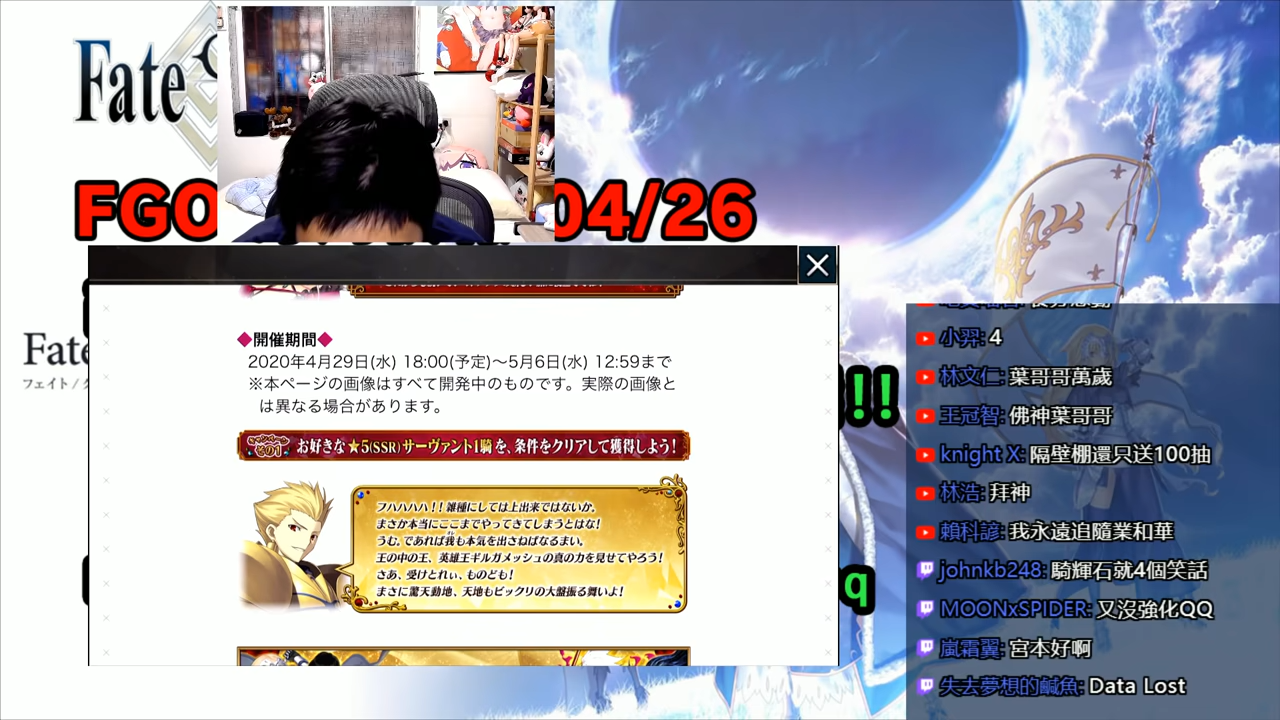 Fate
FGO
04/26
Fate
フェイト/
!!
q
◆開催期間◆
2020年4月29日(水) 18:00(予定)～5月6日(水) 12:59まで
※本ページの画像はすべて開発中のものです。実際の画像と
は異なる場合があります。
その1 お好きな★5(SSR)サーヴァント1騎を、条件をクリアして獲得しよう!
フハハハハ!!雑種にしては上出来ではないか。
まさか本当にここまでやってきてしまうとはな!
うむ。であれば我も本気を出さねばなるまい。
王の中の王、英雄王ギルガメッシュの真の力を見せてやろう!
さあ、受けとれぃ、ものども!
まさに驚天動地、天地もビックリの大盤振る舞いよ!
小羿: 4
林文仁: 葉哥哥萬歲
王冠智: 佛神葉哥哥
knight X: 隔壁棚還只送100抽
林浩: 拜神
賴科諺: 我永遠追隨業和華
johnkb248: 騎輝石就4個笑話
MOONxSPIDER: 又沒強化QQ
嵐霜翼: 宮本好啊
失去夢想的鹹魚: Data Lost